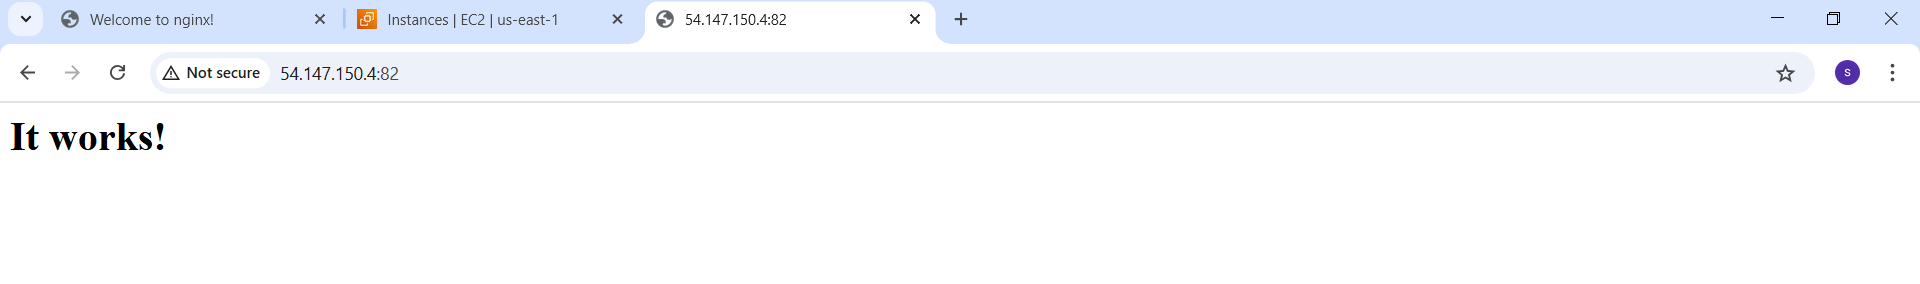 Welcome to nginx!
Instances | EC2 | us-east-1
54.147.150.4:82
Not secure
54.147.150.4:82
S
It works!